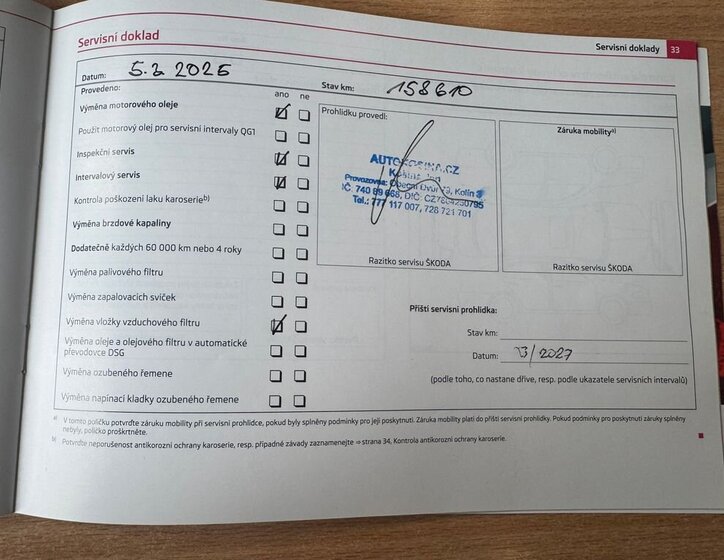 Servisní doklad
Servisní doklady 33
Datum: 5.3.2025
Stav km: 158610
Provedeno:
ano ne
Výměna motorového oleje
Použit motorový olej pro servisní intervaly QG1
Inspekční servis
Intervalový servis
Kontrola poškození laku karoserie b)
Výměna brzdové kapaliny
Dodatečně každých 60 000 km nebo 4 roky
Výměna palivového filtru
Výměna zapalovacích svíček
Výměna vložky vzduchového filtru
Výměna oleje a olejového filtru v automatické
převodovce DSG
Výměna ozubeného řemene
Výměna napínací kladky ozubeného řemene
Prohlídku provedl:
Provozovna: Obecní Dvůr, Kolín
IČ. DIČ:
Tel.: 777 117 007, 728 721 701
Razítko servisu ŠKODA
Záruka mobility a)
Razítko servisu ŠKODA
Příští servisní prohlídka:
Stav km:
Datum: 03/2027
(podle toho, co nastane dříve, resp. podle ukazatele servisních intervalů)
a) V tomto políčku potvrďte záruku mobility při servisní prohlídce, pokud byly splněny podmínky pro její poskytnutí. Záruka mobility platí do příští servisní prohlídky. Pokud podmínky pro poskytnutí záruky splněny
nebyly, políčko proškrtněte.
b) Potvrďte neporušenost antikorozní ochrany karoserie, resp. případné závady zaznamenejte ⇒ strana 34, Kontrola antikorozní ochrany karoserie.